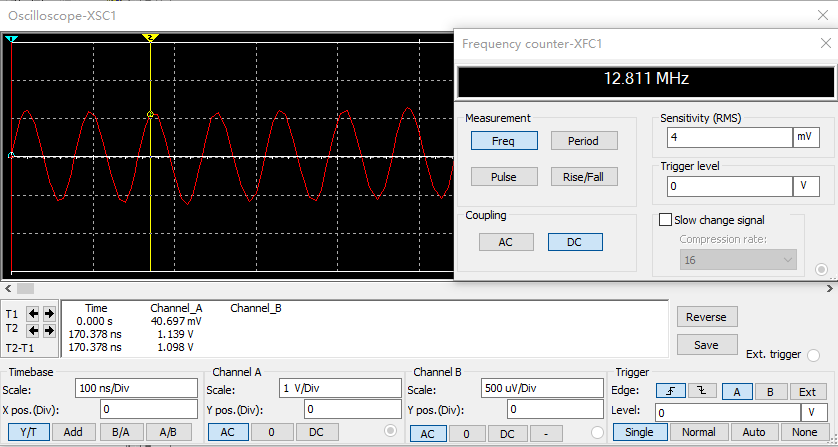 Oscilloscope-XSC1
1
2
Frequency counter-XFC1
12.811 MHz
Measurement
Freq
Period
Pulse
Rise/Fall
Coupling
AC
DC
Sensitivity (RMS)
4
mV
Trigger level
0
V
Slow change signal
Compression rate:
16
T1
T2
T2-T1
Time Channel_A Channel_B
0.000 s 40.697 mV
170.378 ns 1.139 V
170.378 ns 1.098 V
Reverse
Save
Ext. trigger
Timebase
Scale: 100 ns/Div
X pos.(Div): 0
Y/T Add B/A A/B
Channel A
Scale: 1 V/Div
Y pos.(Div): 0
AC 0 DC
Channel B
Scale: 500 uV/Div
Y pos.(Div): 0
AC 0 DC -
Trigger
Edge: A B Ext
Level: 0 V
Single Normal Auto None